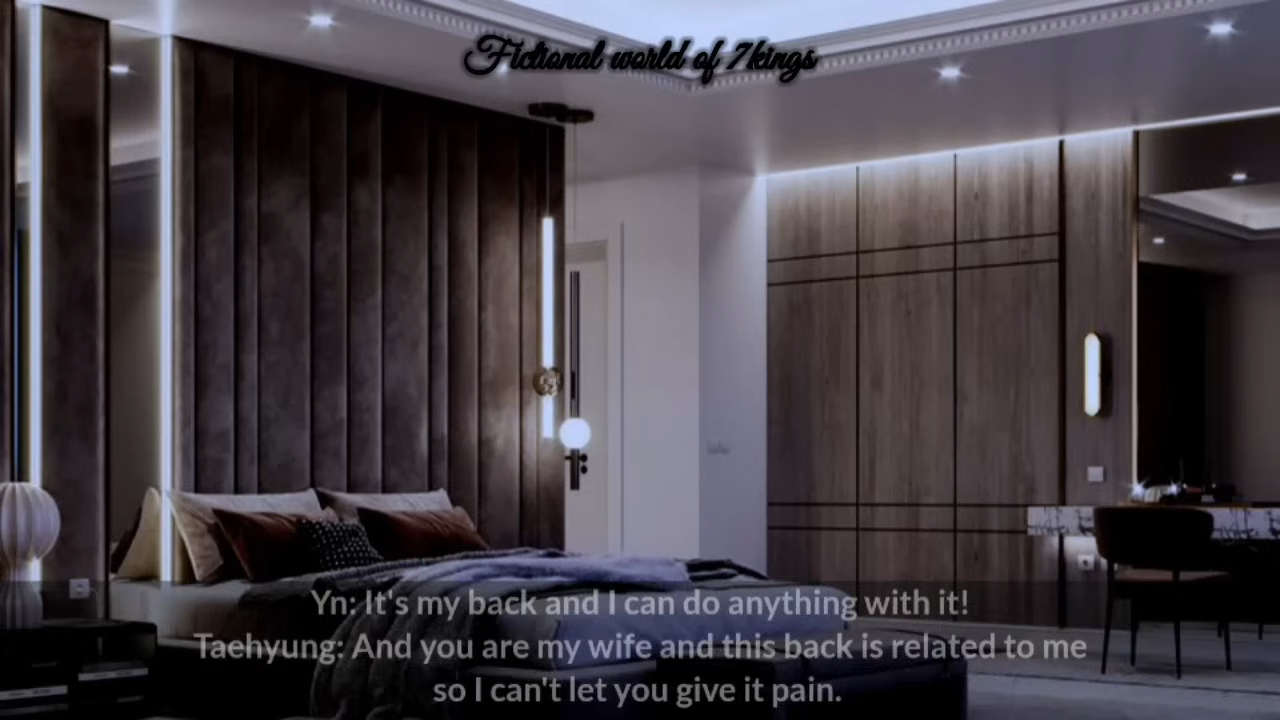 Fictional world of 7kings
Yn: It's my back and I can do anything with it!
Taehyung: And you are my wife and this back is related to me
so I can't let you give it pain.